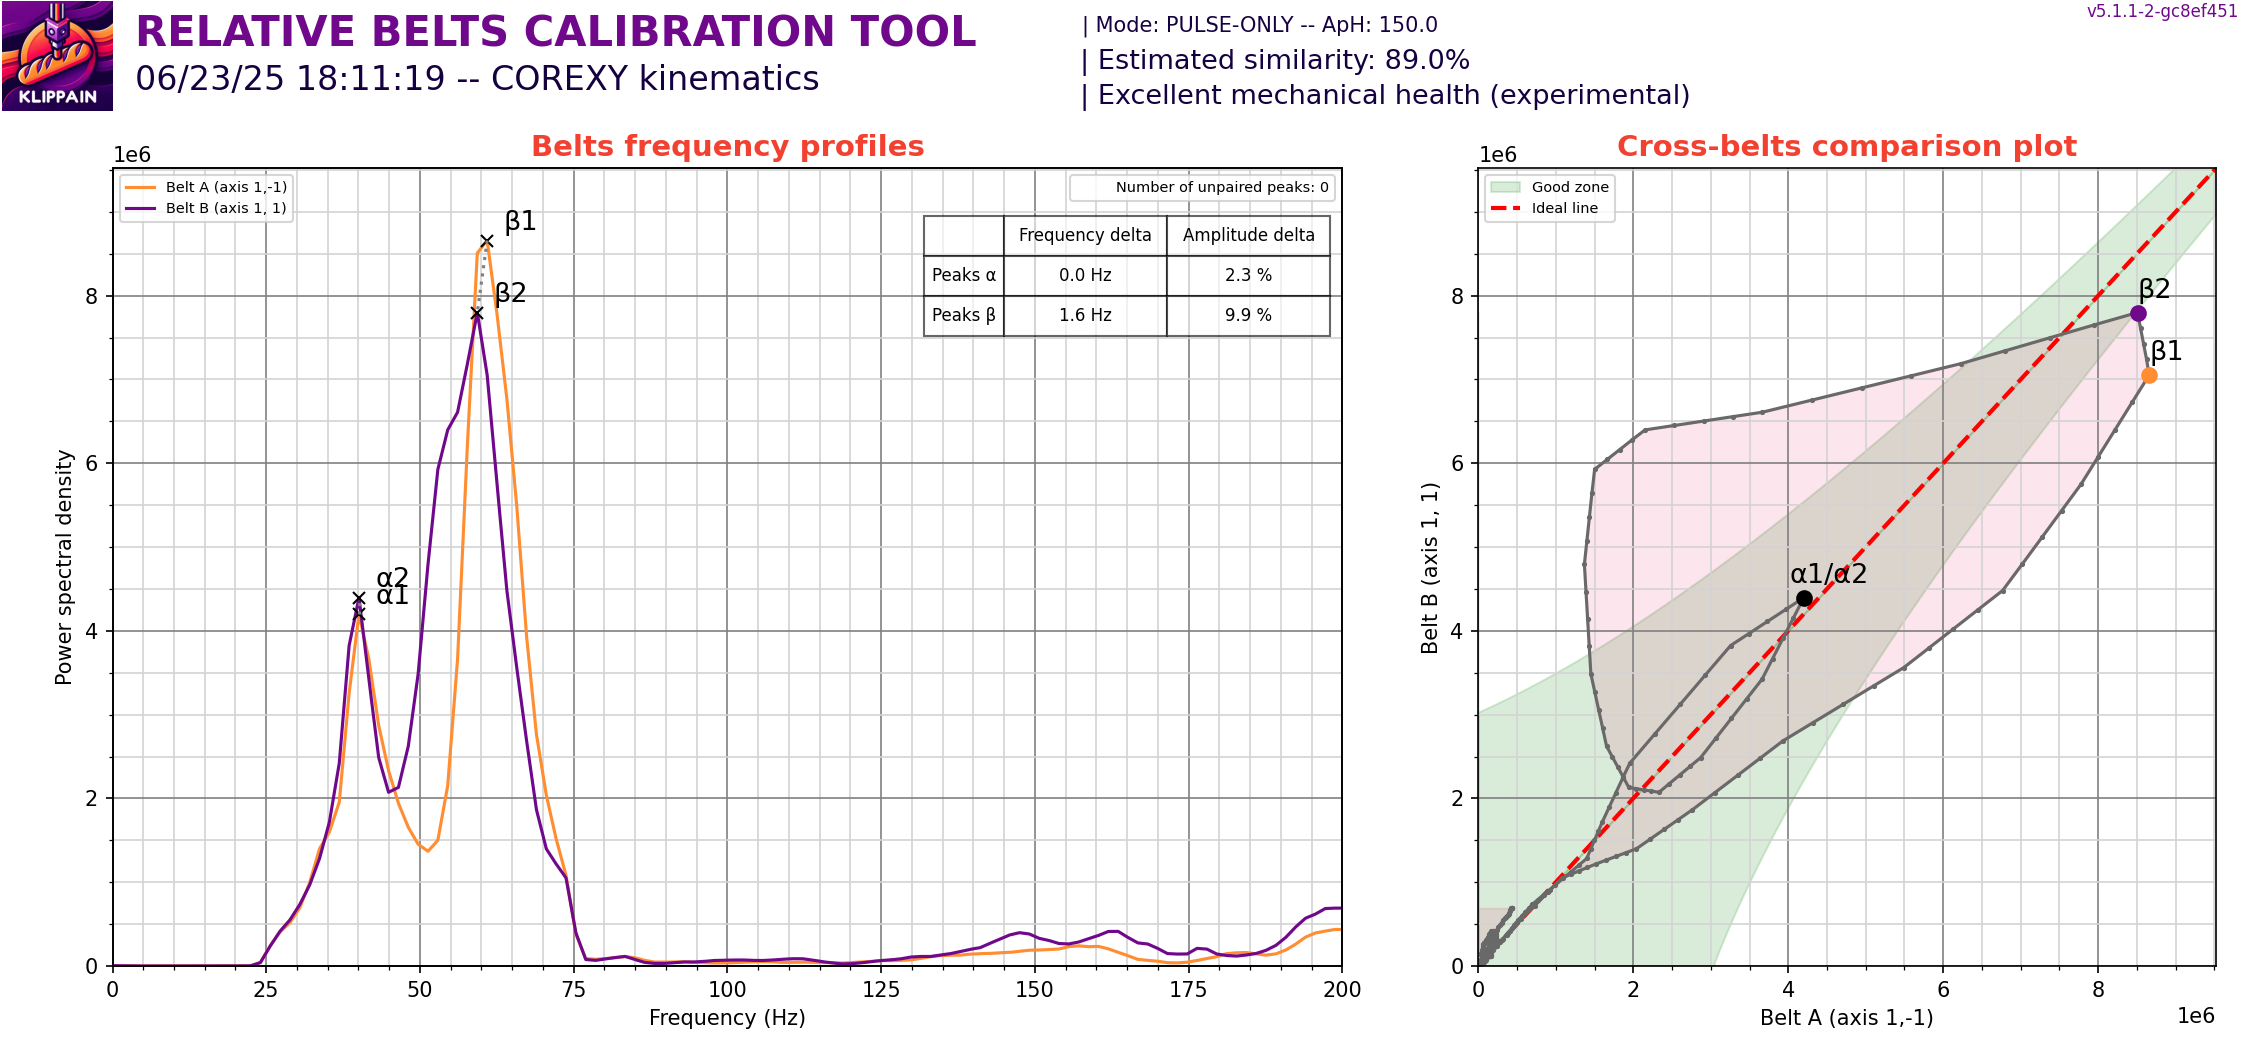 KLIPPAIN
RELATIVE BELTS CALIBRATION TOOL
06/23/25 18:11:19 -- COREXY kinematics
| Mode: PULSE-ONLY -- ApH: 150.0
| Estimated similarity: 89.0%
| Excellent mechanical health (experimental)
v5.1.1-2-gc8ef451
Belts frequency profiles
1e6
Belt A (axis 1,-1)
Belt B (axis 1, 1)
Number of unpaired peaks: 0
Frequency delta Amplitude delta
Peaks α 0.0 Hz 2.3 %
Peaks β 1.6 Hz 9.9 %
β1
β2
α2
α1
8
6
4
2
0
Power spectral density
0 25 50 75 100 125 150 175 200
Frequency (Hz)
Cross-belts comparison plot
1e6
Good zone
Ideal line
β2
β1
α1/α2
8
6
4
2
0
Belt B (axis 1, 1)
0 2 4 6 8
1e6
Belt A (axis 1,-1)